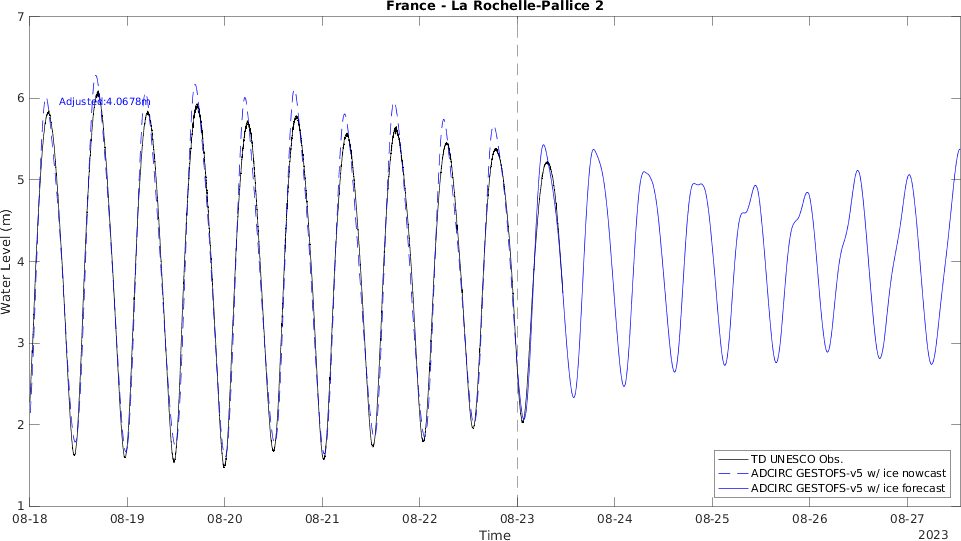 France - La Rochelle-Pallice 2
7
6
5
4
3
2
1
Water Level (m)
Adjusted:4.0678m
TD UNESCO Obs.
ADCIRC GESTOFS-v5 w/ ice nowcast
ADCIRC GESTOFS-v5 w/ ice forecast
08-18 08-19 08-20 08-21 08-22 08-23 08-24 08-25 08-26 08-27
Time
2023